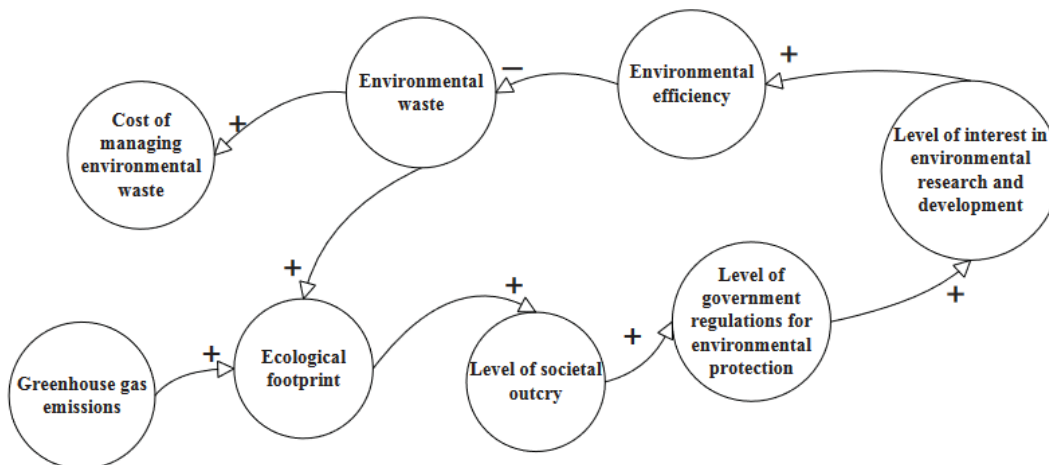 Cost of
managing
environmental
waste
+
Environmental
waste
−
Environmental
efficiency
+
Level of interest in
environmental
research and
development
+
Greenhouse gas
emissions
+
Ecological
footprint
+
Level of societal
outcry
+
Level of
government
regulations for
environmental
protection
+